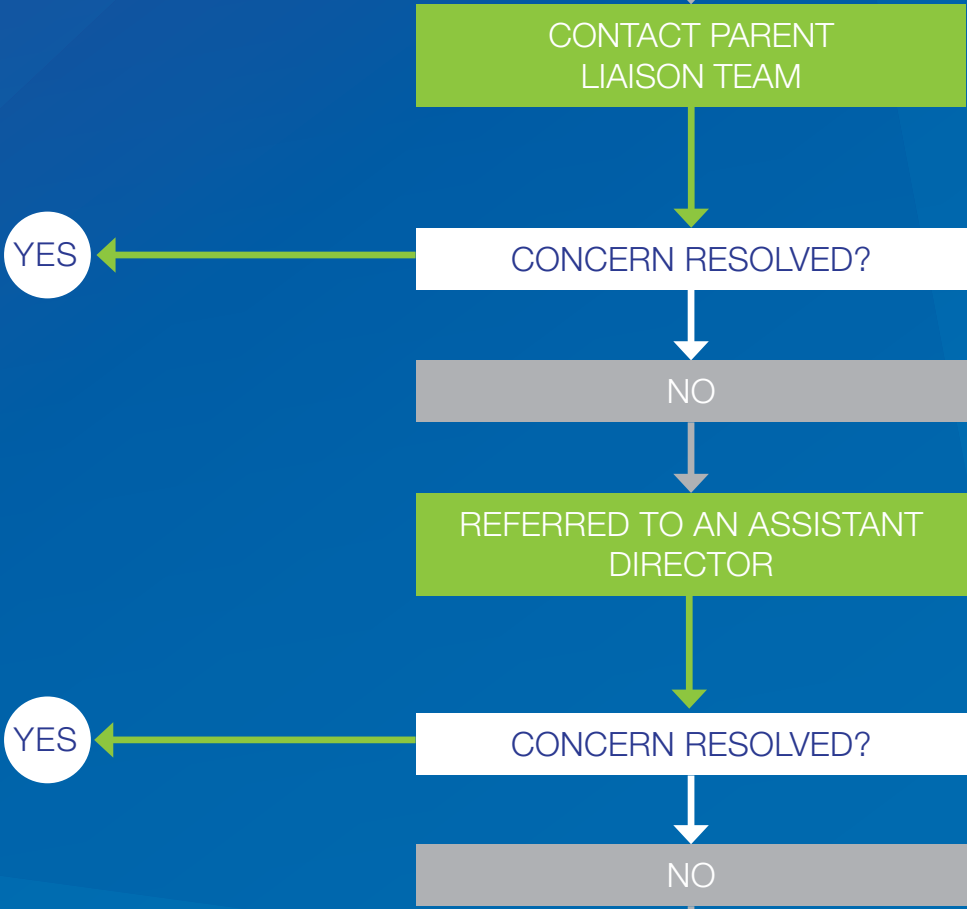 CONTACT PARENT
LIAISON TEAM
YES
CONCERN RESOLVED?
NO
REFERRED TO AN ASSISTANT
DIRECTOR
YES
CONCERN RESOLVED?
NO